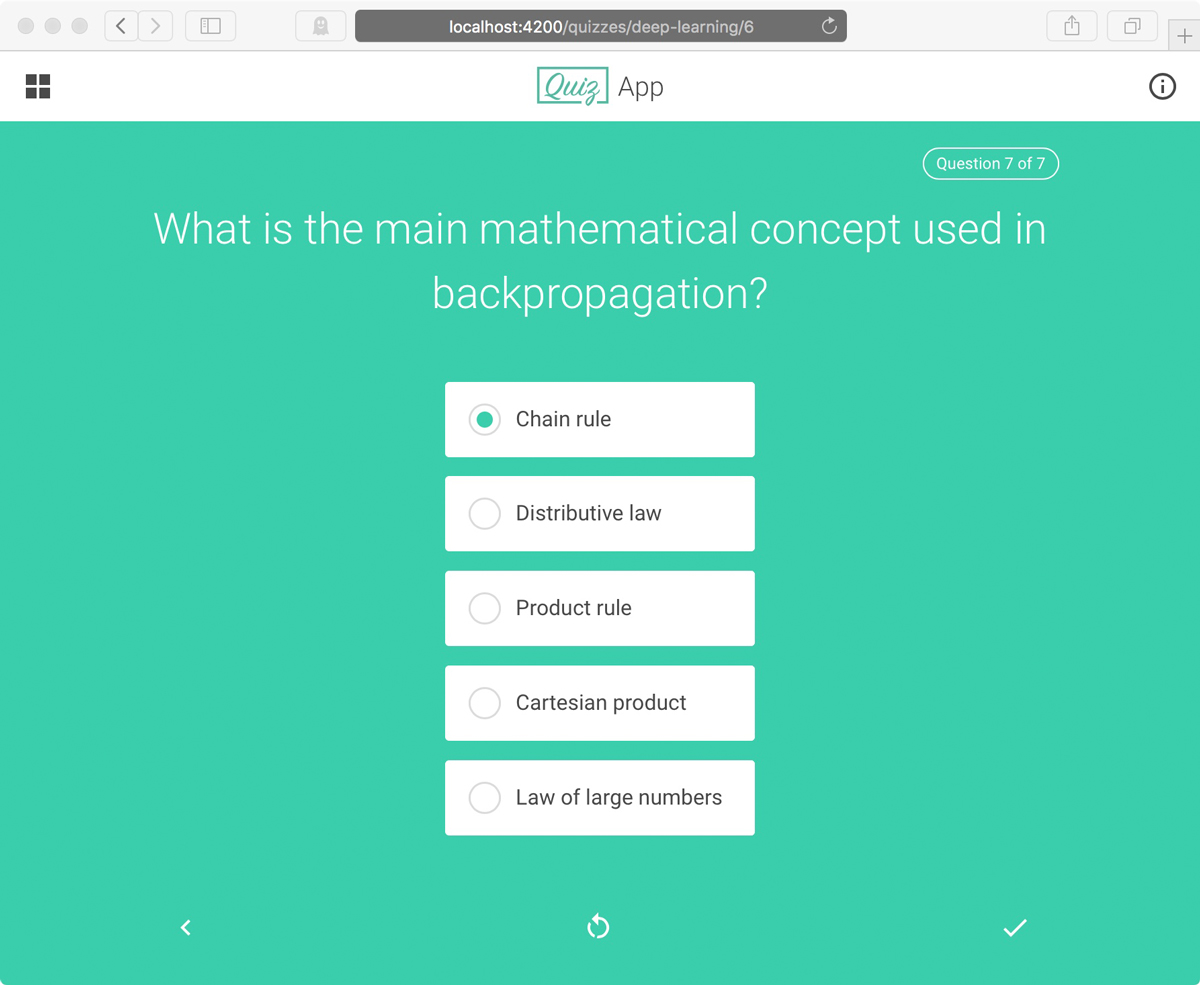 localhost:4200/quizzes/deep-learning/6
Quiz App
Question 7 of 7
What is the main mathematical concept used in
backpropagation?
Chain rule
Distributive law
Product rule
Cartesian product
Law of large numbers